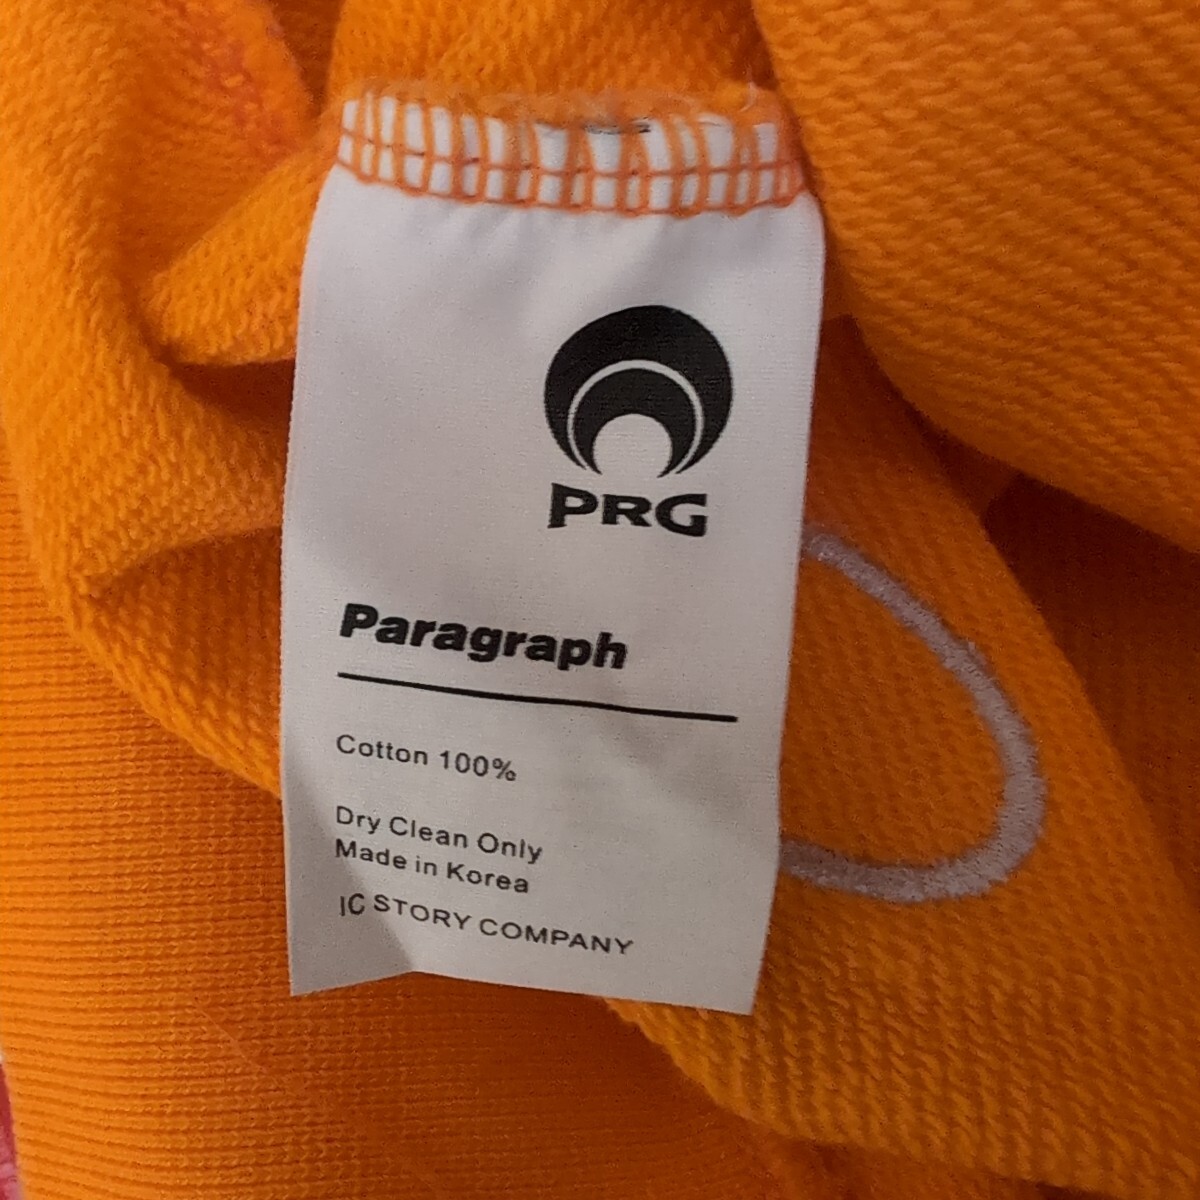 PRG
Paragraph
Cotton 100%
Dry Clean Only
Made in Korea
IC STORY COMPANY